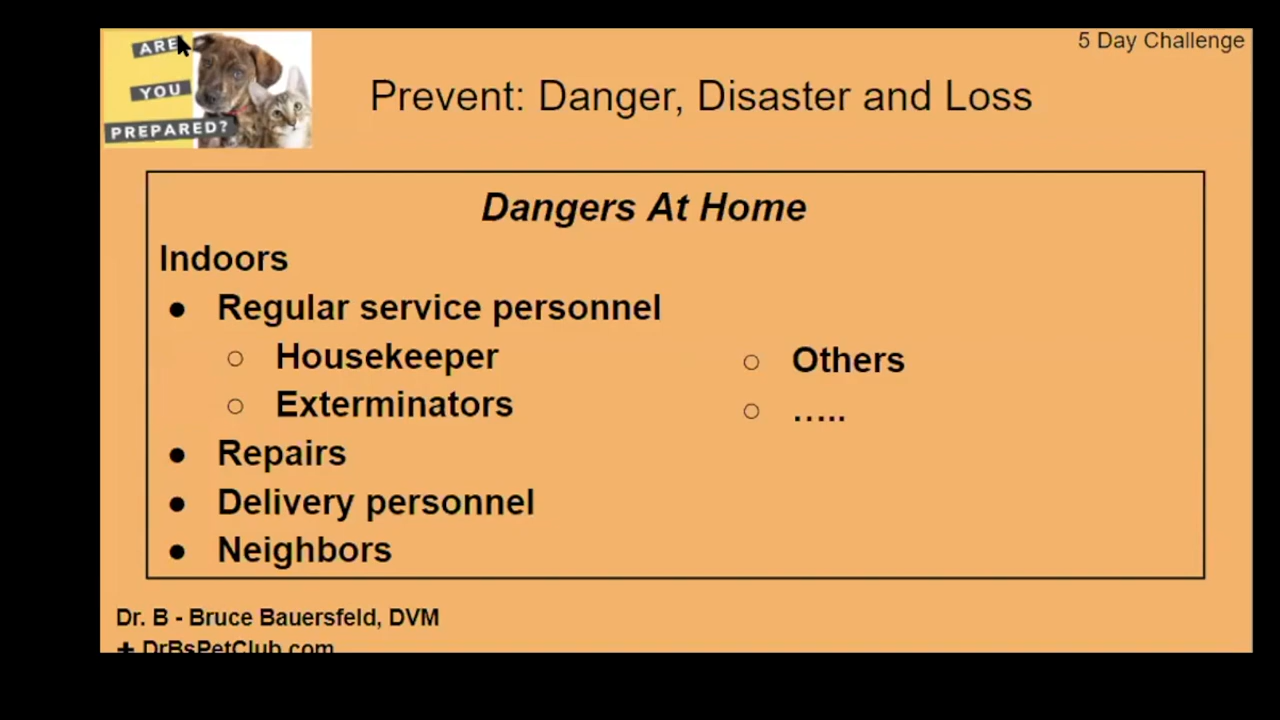 ARE
YOU
PREPARED?
5 Day Challenge
Prevent: Danger, Disaster and Loss
Dangers At Home
Indoors
● Regular service personnel
○ Housekeeper
○ Exterminators
○ Others
○ …..
● Repairs
● Delivery personnel
● Neighbors
Dr. B - Bruce Bauersfeld, DVM
+ DrBsPetClub.com